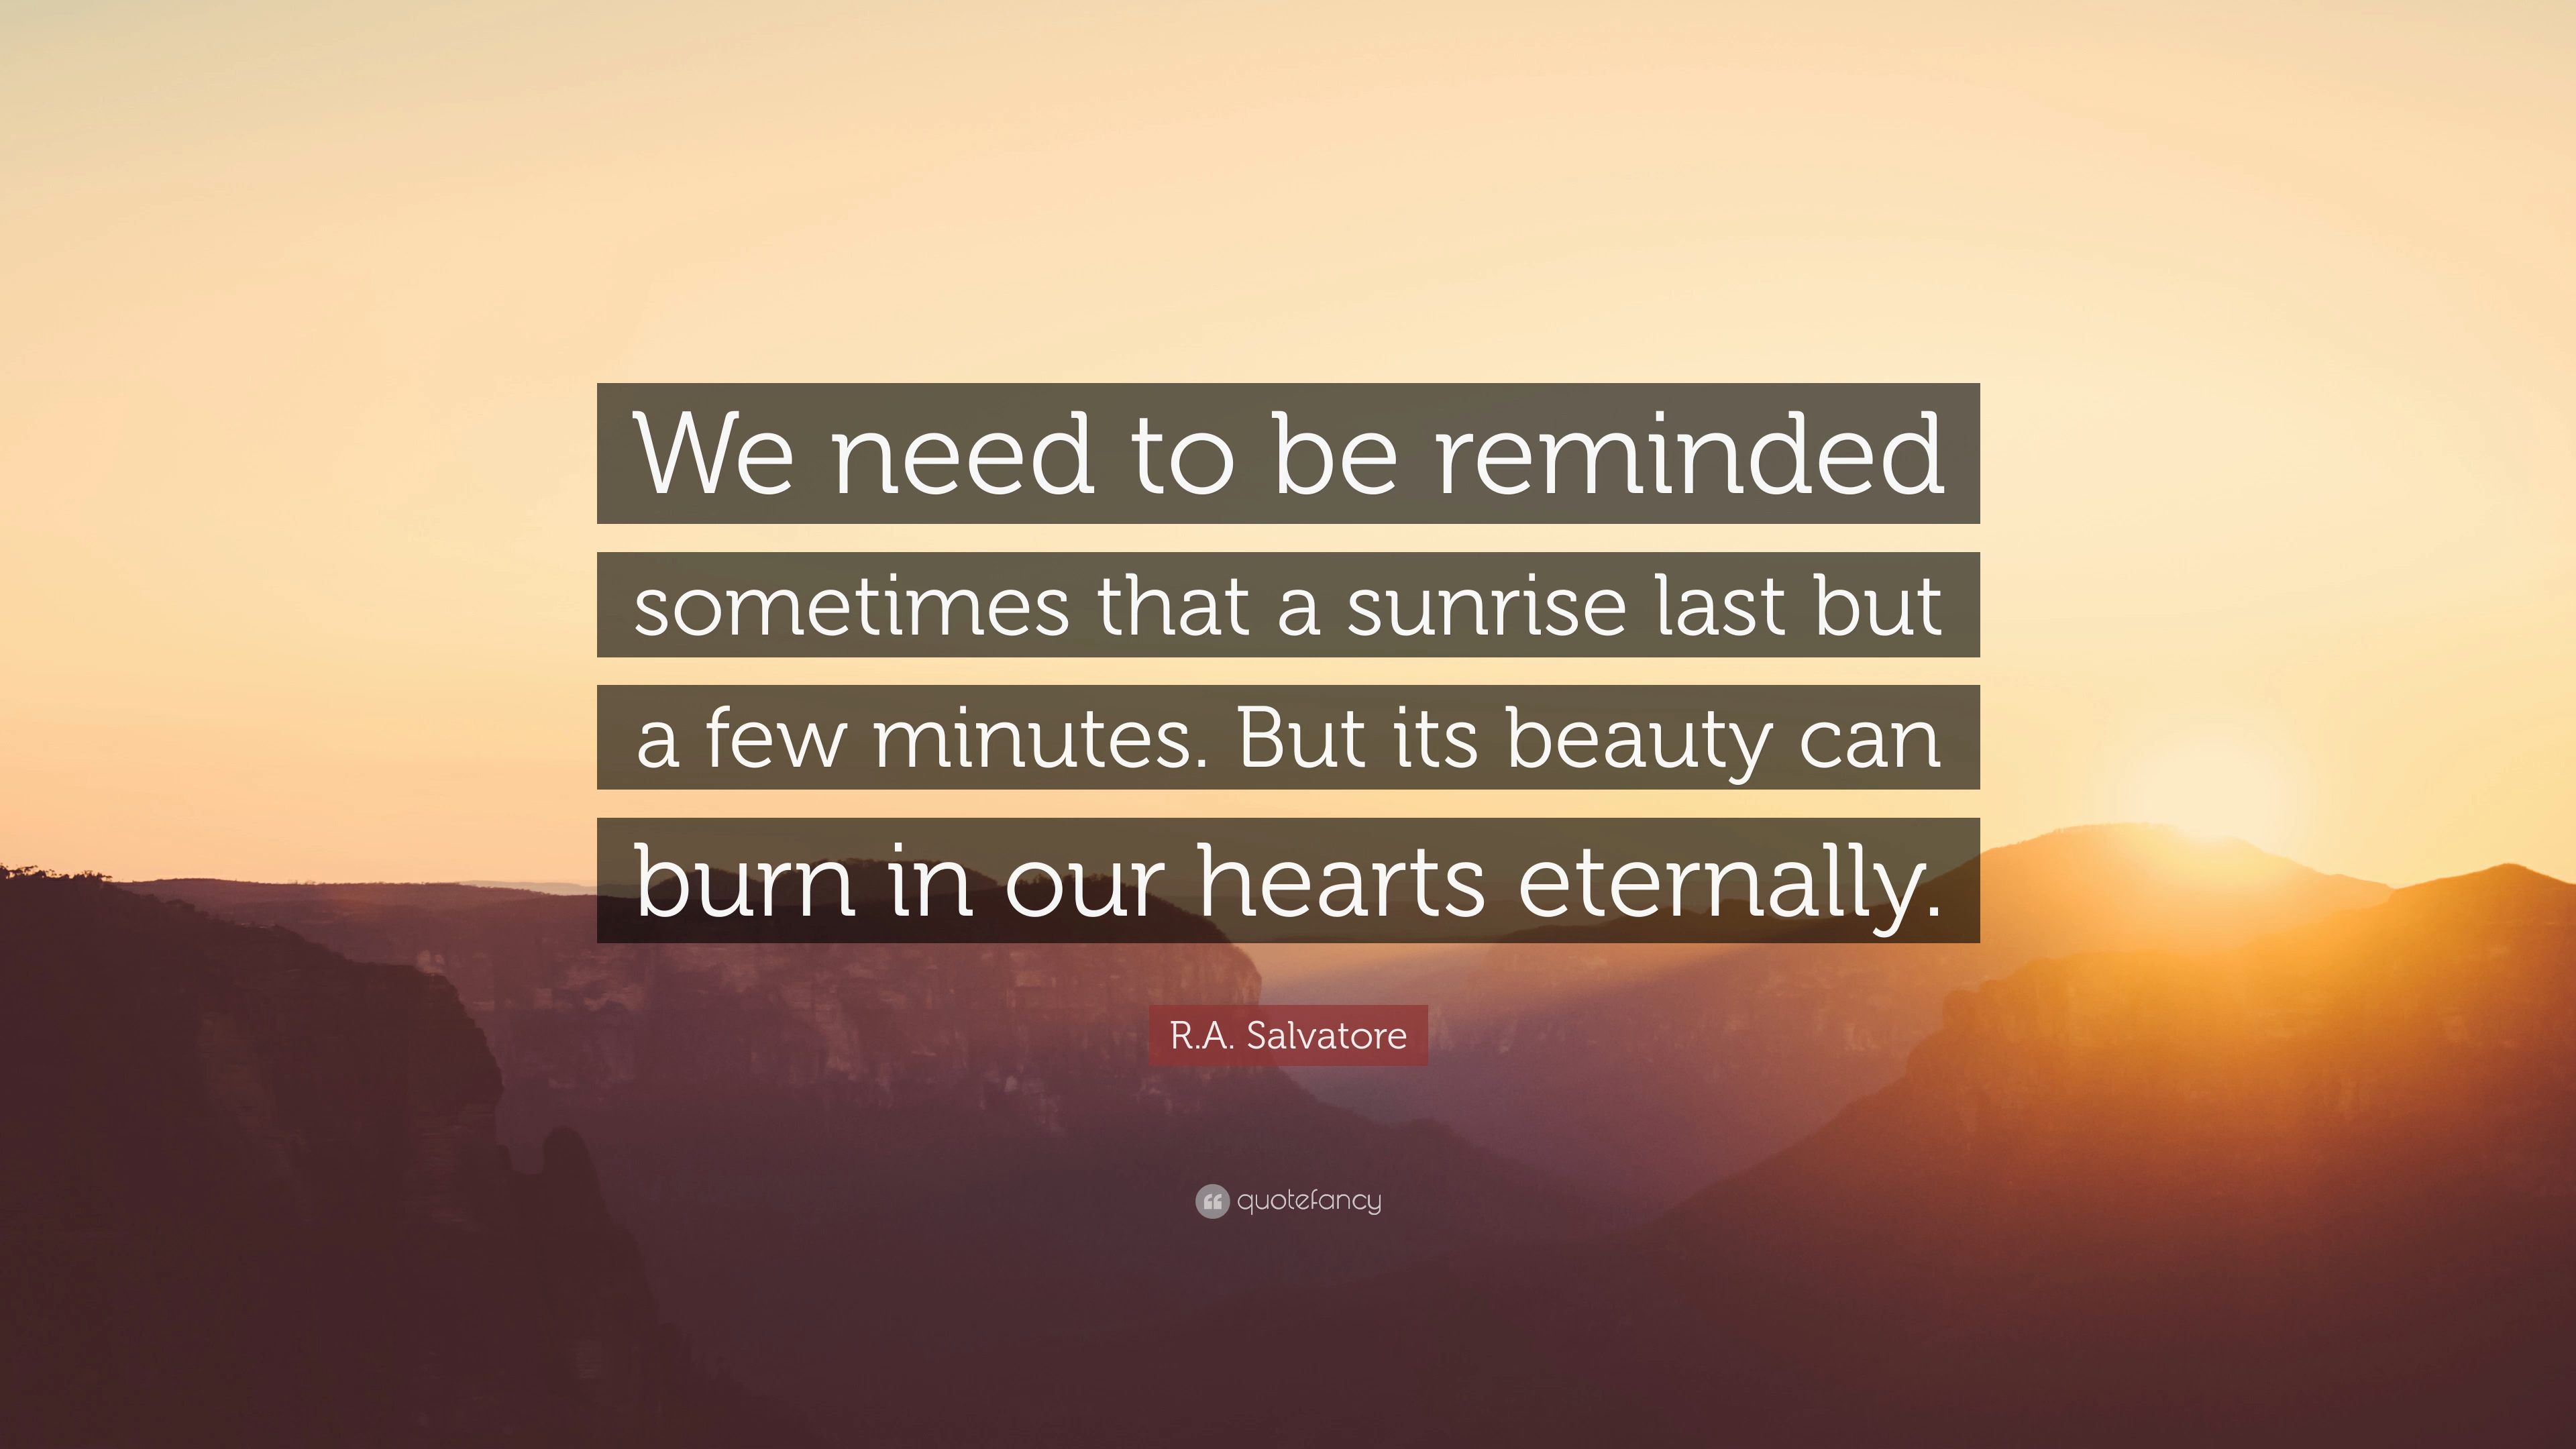 We need to be reminded
sometimes that a sunrise last but
a few minutes. But its beauty can
burn in our hearts eternally.
R.A. Salvatore
quotefancy